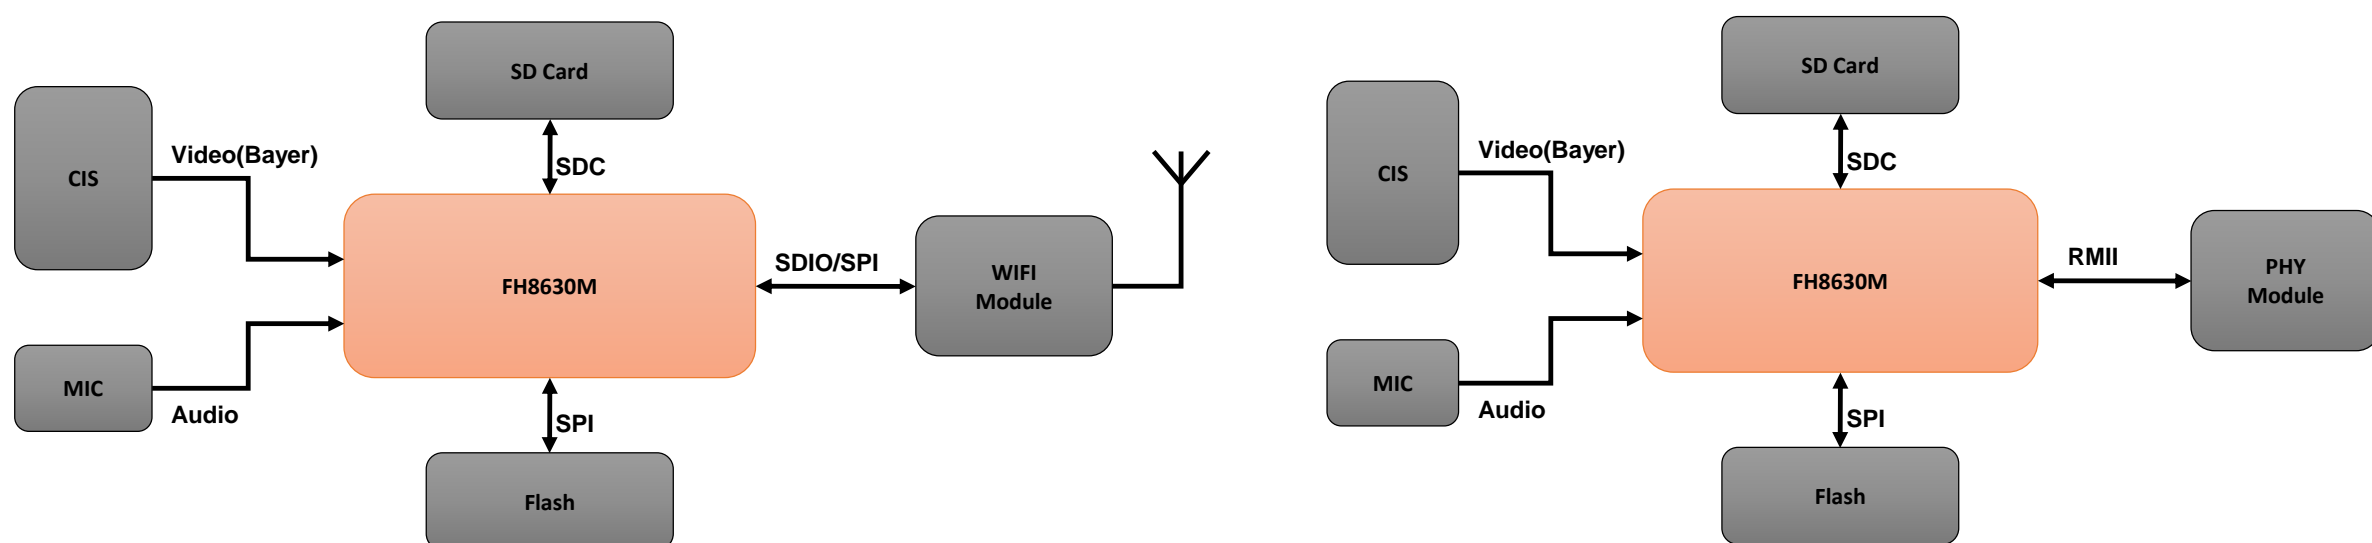 SD Card
CIS
Video(Bayer)
SDC
FH8630M
SDIO/SPI
WIFI
Module
MIC
Audio
SPI
Flash
SD Card
CIS
Video(Bayer)
SDC
FH8630M
RMII
PHY
Module
MIC
Audio
SPI
Flash